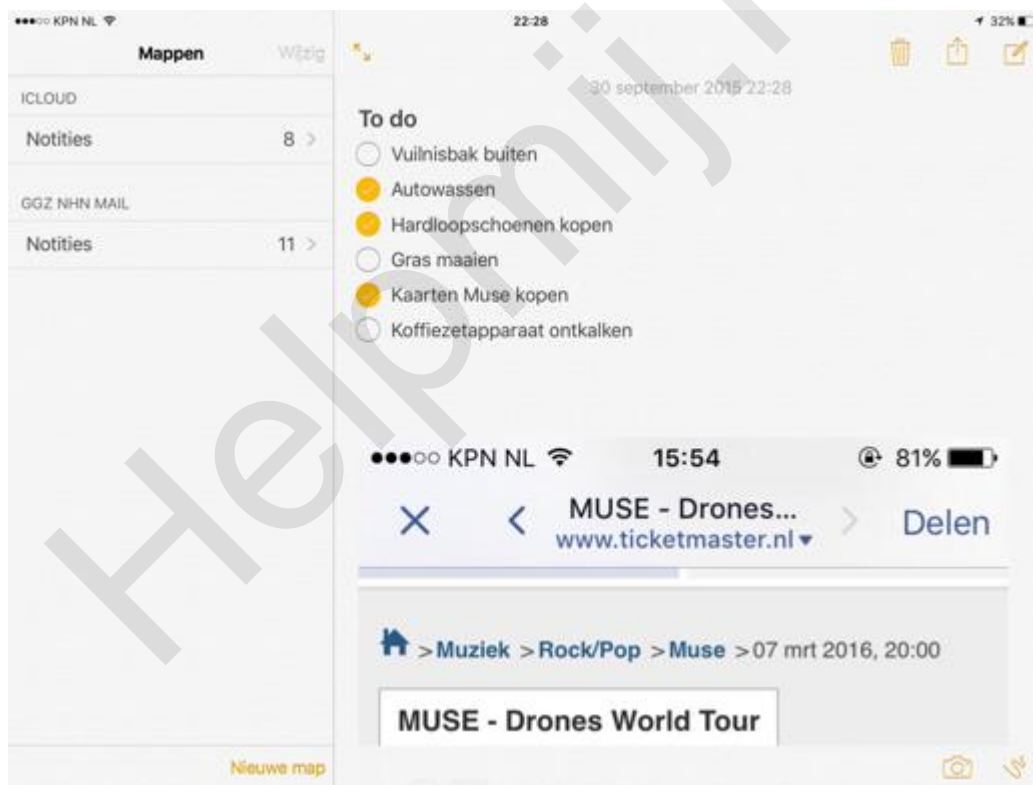 KPN NL 22:28 32%
Mappen Wijzig
ICLOUD
Notities 8 >
GGZ NHN MAIL
Notities 11 >
Nieuwe map
30 september 2015 22:28
To do
Vuilnisbak buiten
Autowassen
Hardloopschoenen kopen
Gras maaien
Kaarten Muse kopen
Koffiezetapparaat ontkalken
KPN NL 15:54 81%
MUSE - Drones...
www.ticketmaster.nl
Delen
> Muziek > Rock/Pop > Muse > 07 mrt 2016, 20:00
MUSE - Drones World Tour